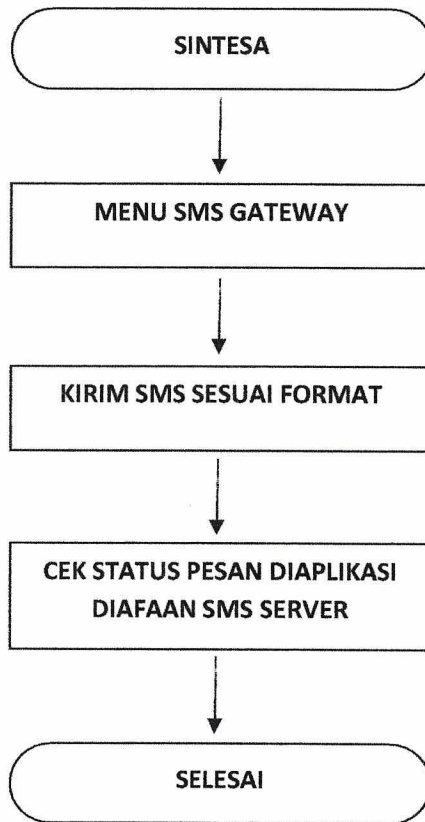 SINTESA
MENU SMS GATEWAY
KIRIM SMS SESUAI FORMAT
CEK STATUS PESAN DIAPLIKASI
DIAFAAN SMS SERVER
SELESAI